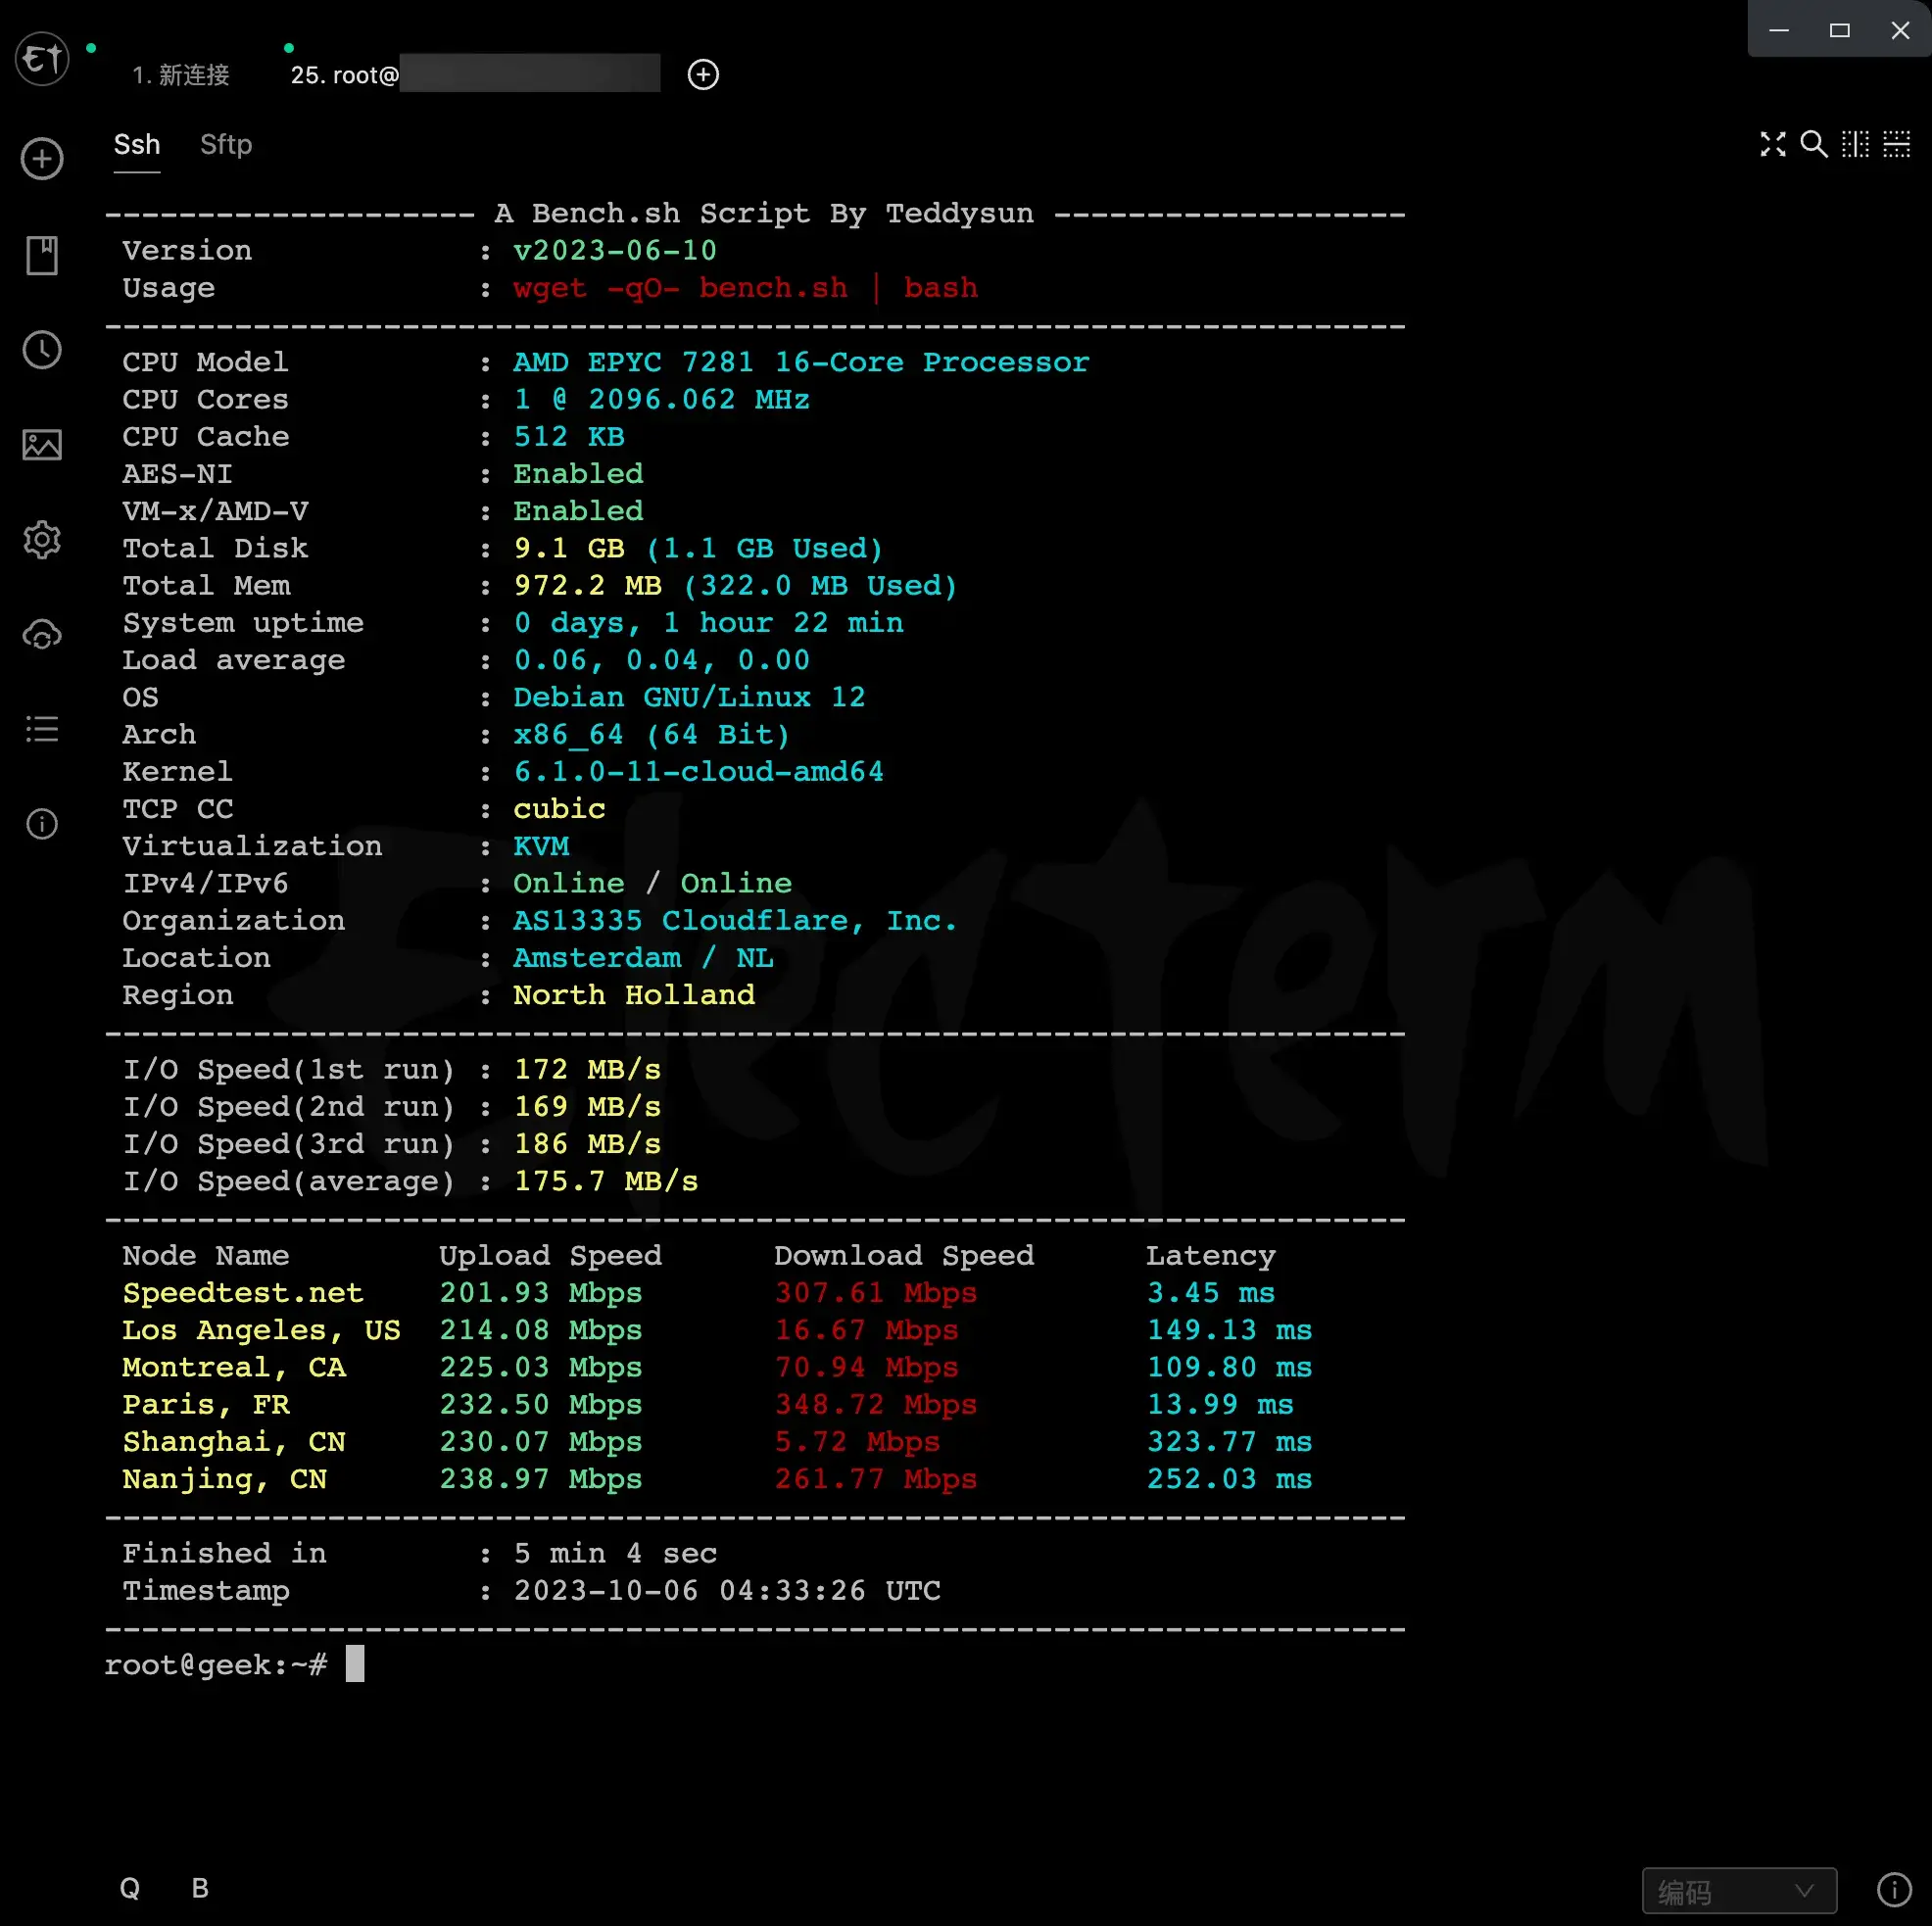 1. 新连接
25. root@
Ssh Sftp
-------------------- A Bench.sh Script By Teddysun -------------------
Version : v2023-06-10
Usage : wget -qO- bench.sh | bash
----------------------------------------------------------------------
CPU Model : AMD EPYC 7281 16-Core Processor
CPU Cores : 1 @ 2096.062 MHz
CPU Cache : 512 KB
AES-NI : Enabled
VM-x/AMD-V : Enabled
Total Disk : 9.1 GB (1.1 GB Used)
Total Mem : 972.2 MB (322.0 MB Used)
System uptime : 0 days, 1 hour 22 min
Load average : 0.06, 0.04, 0.00
OS : Debian GNU/Linux 12
Arch : x86_64 (64 Bit)
Kernel : 6.1.0-11-cloud-amd64
TCP CC : cubic
Virtualization : KVM
IPv4/IPv6 : Online / Online
Organization : AS13335 Cloudflare, Inc.
Location : Amsterdam / NL
Region : North Holland
----------------------------------------------------------------------
I/O Speed(1st run) : 172 MB/s
I/O Speed(2nd run) : 169 MB/s
I/O Speed(3rd run) : 186 MB/s
I/O Speed(average) : 175.7 MB/s
----------------------------------------------------------------------
Node Name Upload Speed Download Speed Latency
Speedtest.net 201.93 Mbps 307.61 Mbps 3.45 ms
Los Angeles, US 214.08 Mbps 16.67 Mbps 149.13 ms
Montreal, CA 225.03 Mbps 70.94 Mbps 109.80 ms
Paris, FR 232.50 Mbps 348.72 Mbps 13.99 ms
Shanghai, CN 230.07 Mbps 5.72 Mbps 323.77 ms
Nanjing, CN 238.97 Mbps 261.77 Mbps 252.03 ms
----------------------------------------------------------------------
Finished in : 5 min 4 sec
Timestamp : 2023-10-06 04:33:26 UTC
----------------------------------------------------------------------
root@geek:~#
Electerm
Q B
编码